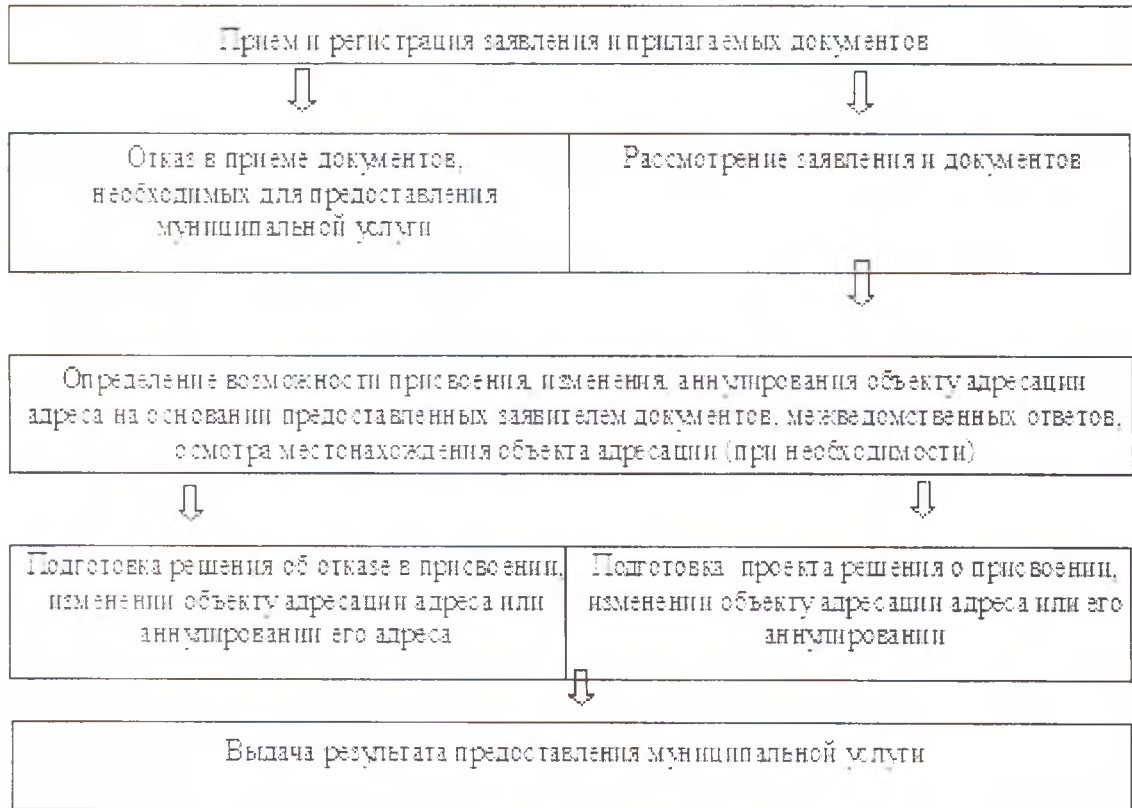 Прием и регистрация заявления и прилагаемых документов
Отказ в приеме документов,
необходимых для предоставления
муниципальной услуги
Рассмотрение заявления и документов
Определение возможности присвоения, изменения, аннулирования объекту адресации
адреса на основании предоставленных заявителем документов, межведомственных ответов,
осмотра местонахождения объекта адресации (при необходимости)
Подготовка решения об отказе в присвоении,
изменении объекту адресации адреса или
аннулировании его адреса
Подготовка проекта решения о присвоении,
изменении объекту адресации адреса или его
аннулировании
Выдача результата предоставления муниципальной услуги